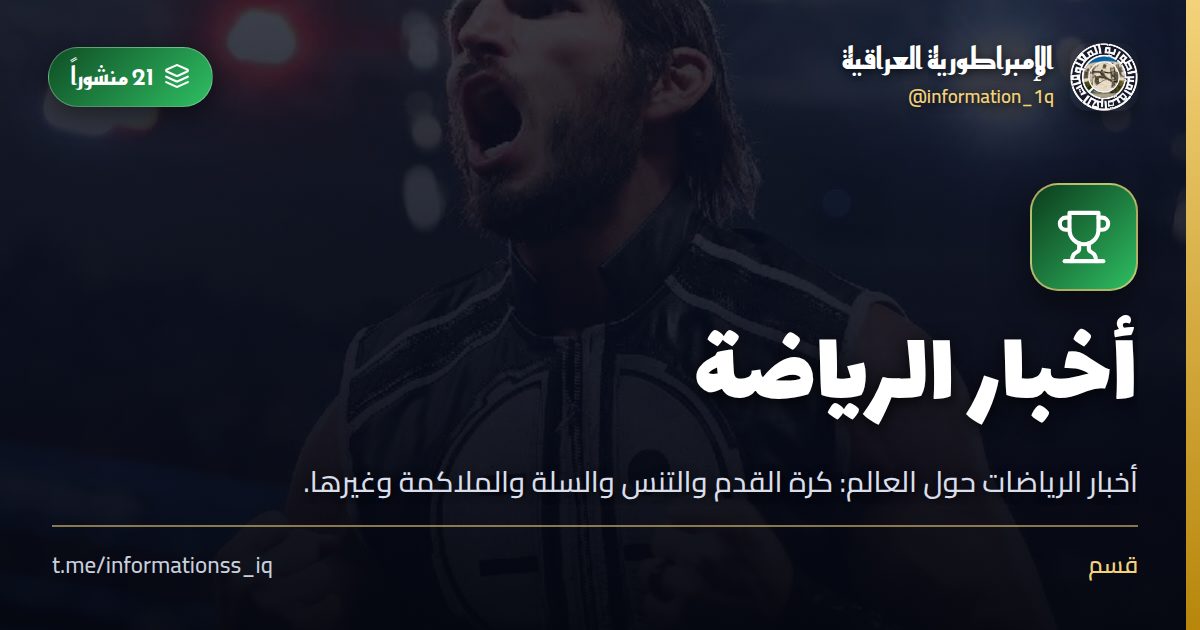 الإمبراطورية العراقية
@information_1q
21 منشوراً
أخبار الرياضة
أخبار الرياضات حول العالم: كرة القدم والتنس والسلة والملاكمة وغيرها.
قسم
t.me/informationss_iq